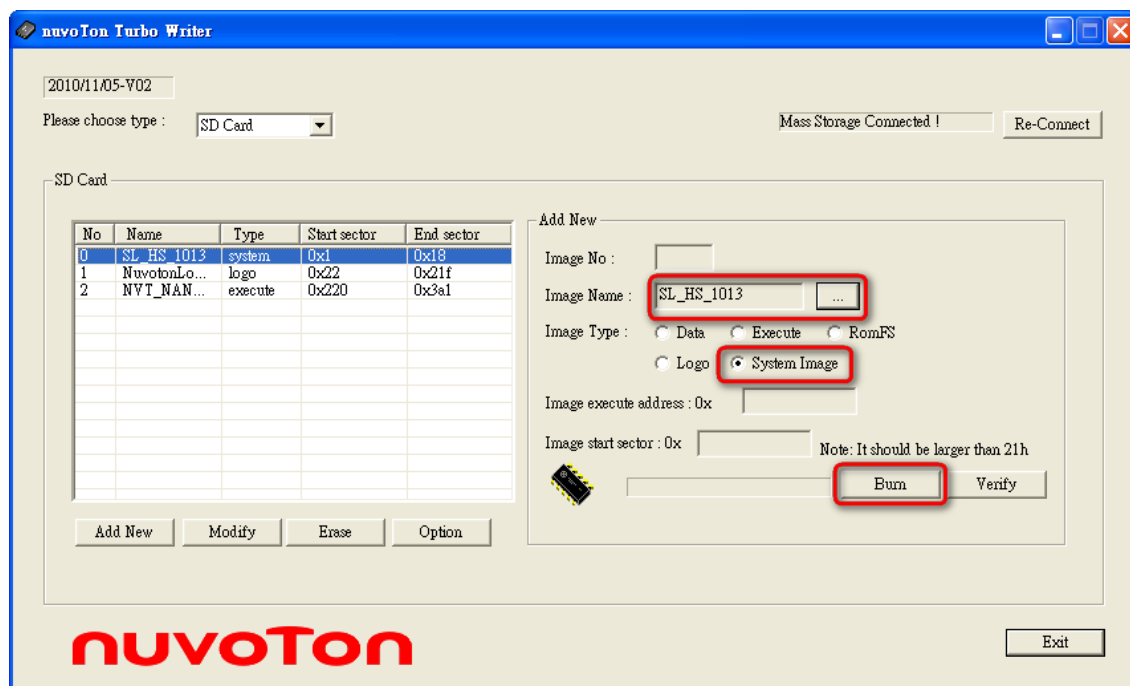 nuvoTon Turbo Writer
2010/11/05-V02
Please choose type :
SD Card
Mass Storage Connected !
Re-Connect
SD Card
No Name Type Start sector End sector
0 SL_HS_1013 system 0x1 0x18
1 NuvotonLo... logo 0x22 0x21f
2 NVT_NAN... execute 0x220 0x3a1
Add New
Modify
Erase
Option
Add New
Image No :
Image Name : SL_HS_1013 ...
Image Type : Data Execute RomFS
Logo System Image
Image execute address : 0x
Image start sector : 0x
Note: It should be larger than 21h
Burn
Verify
nuvoTon
Exit